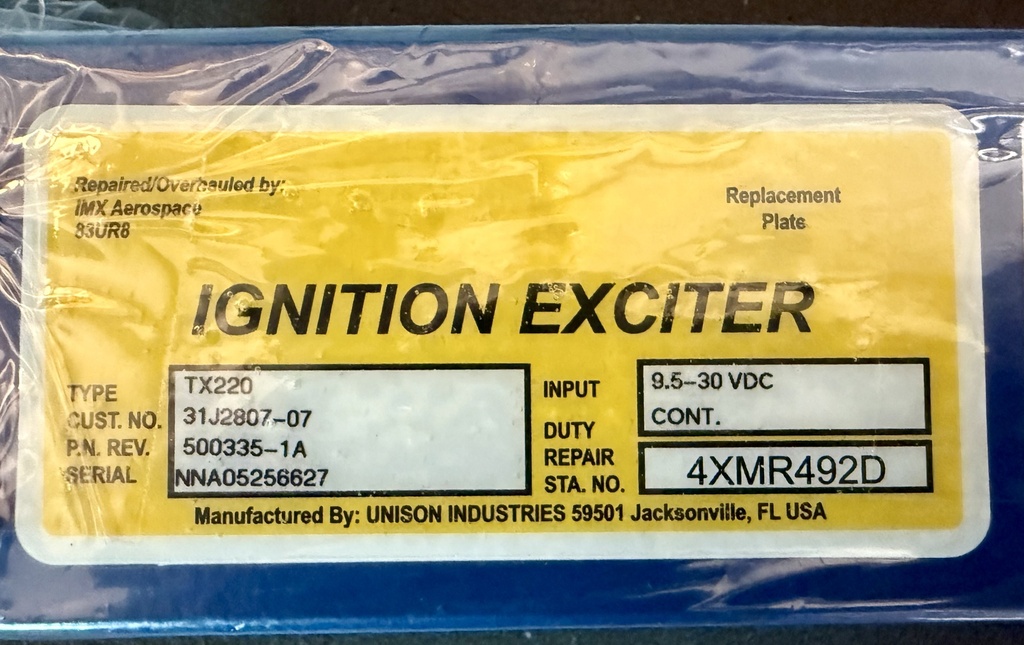 Repaired/Overhauled by:
IMX Aerospace
83UR8
Replacement
Plate
IGNITION EXCITER
TYPE TX220
CUST. NO. 31J2807-07
P.N. REV. 500335-1A
SERIAL NNA05256627
INPUT 9.5-30 VDC
DUTY CONT.
REPAIR
STA. NO. 4XMR492D
Manufactured By: UNISON INDUSTRIES 59501 Jacksonville, FL USA